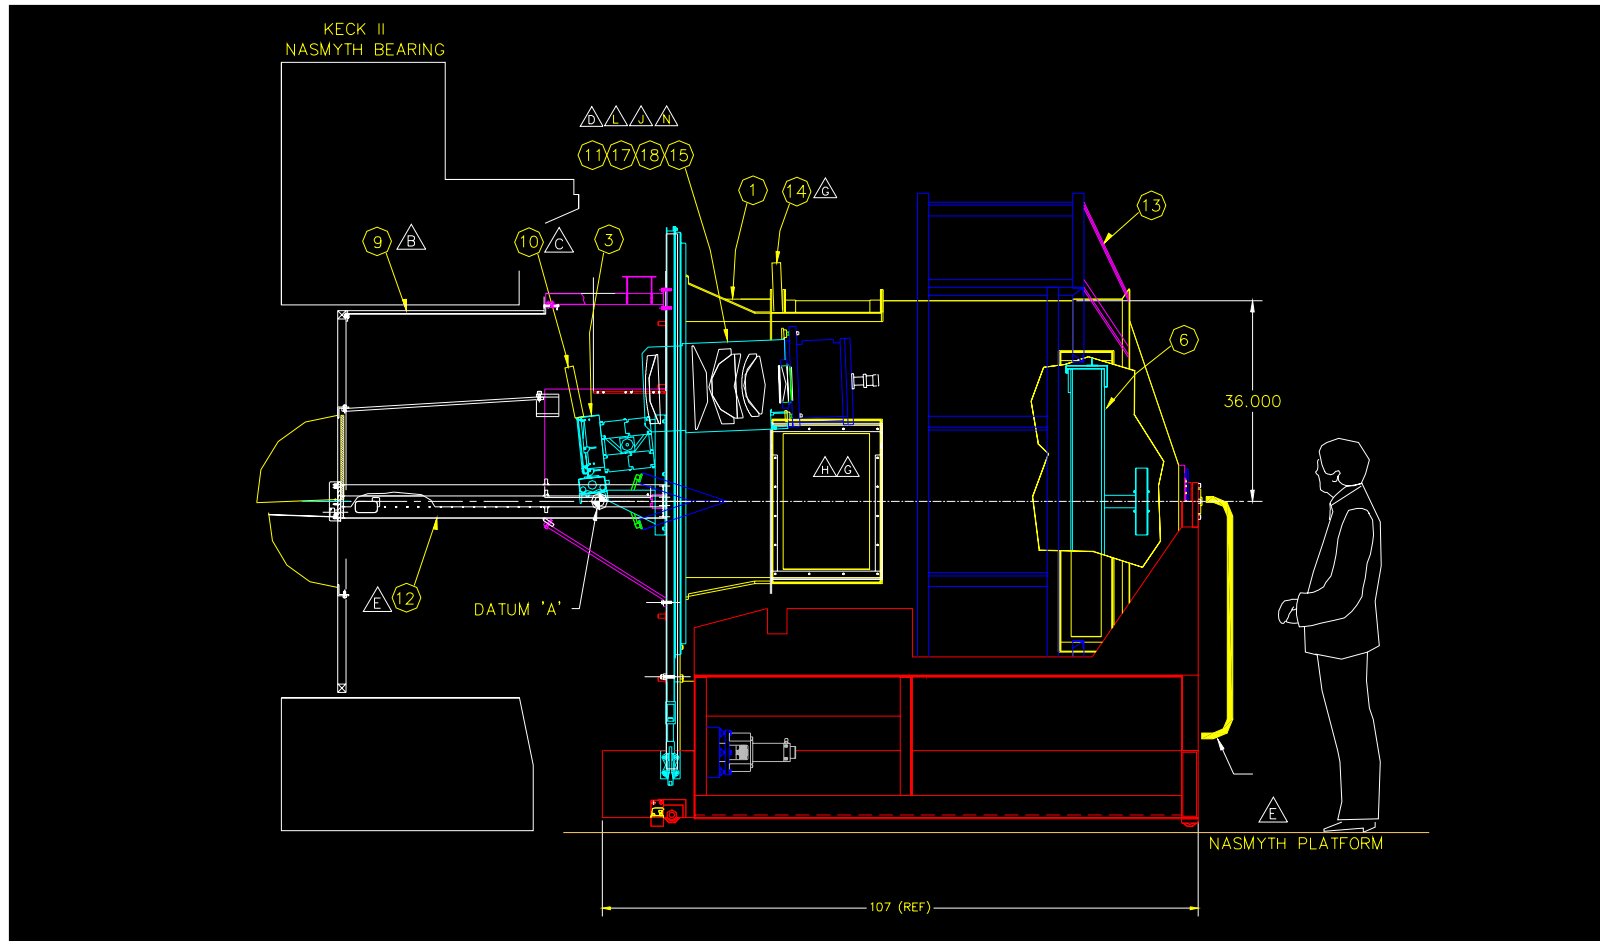 KECK II
NASMYTH BEARING
D L J N
11 17 18 15
1 14 G
13
9 B
10 C 3
6
36.000
H G
E 12
DATUM 'A'
E
NASMYTH PLATFORM
107 (REF)